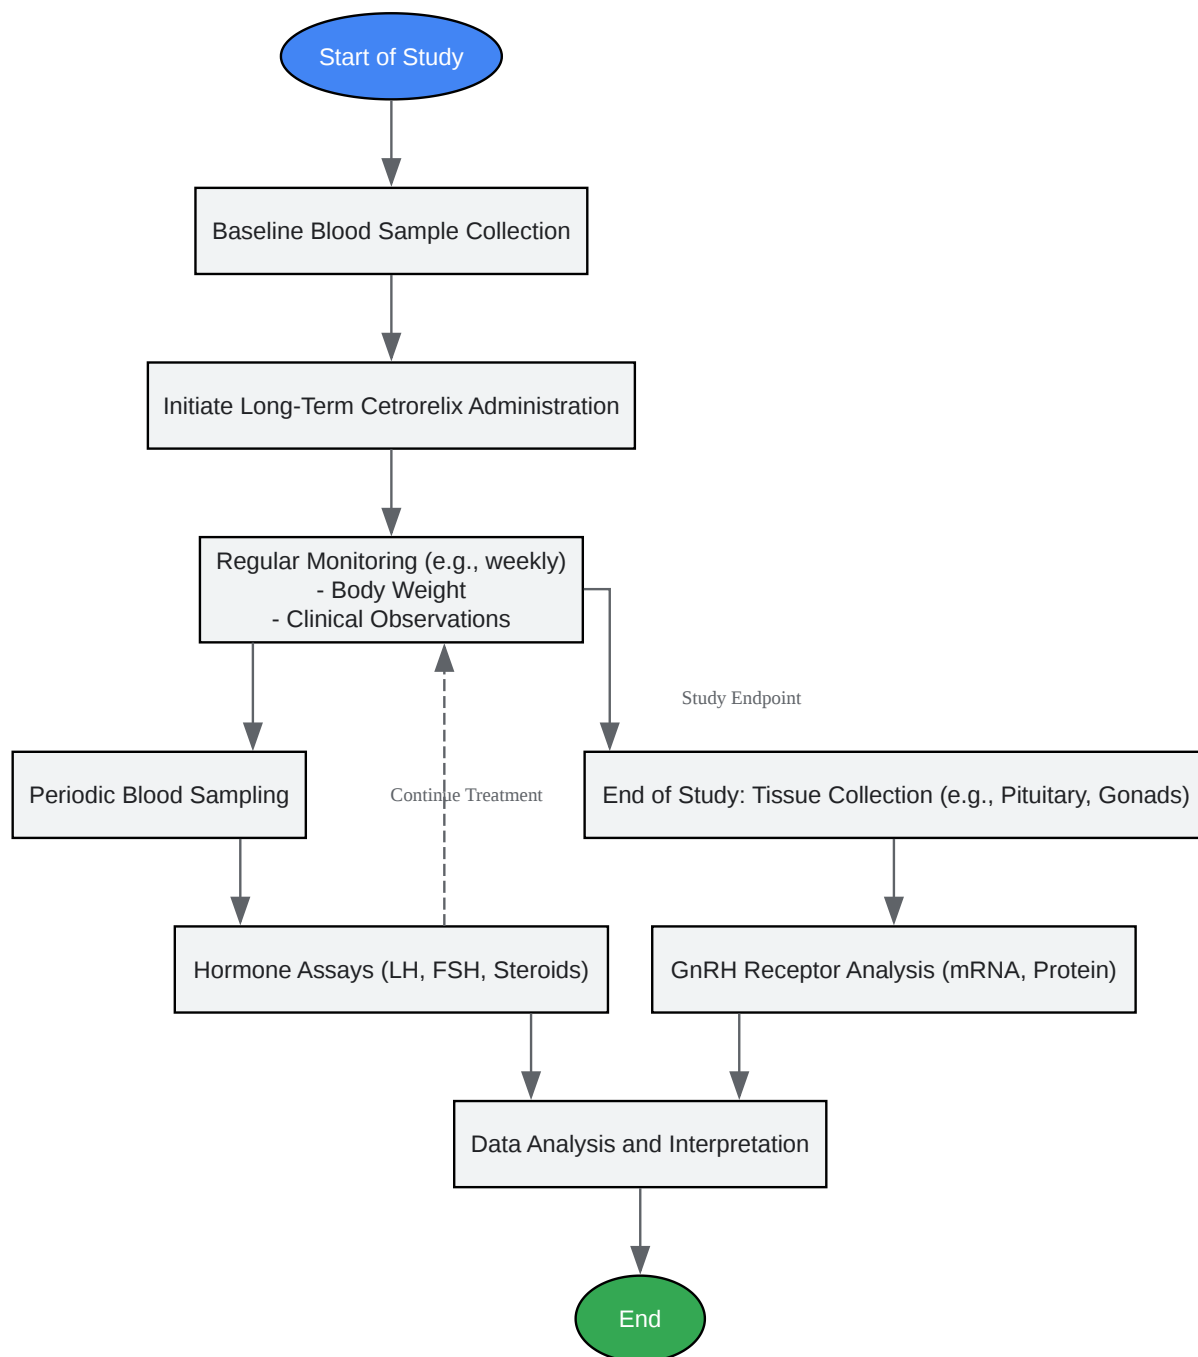 Start of Study
Baseline Blood Sample Collection
Initiate Long-Term Cetrorelix Administration
Regular Monitoring (e.g., weekly)
- Body Weight
- Clinical Observations
Study Endpoint
Periodic Blood Sampling
Continue Treatment
End of Study: Tissue Collection (e.g., Pituitary, Gonads)
Hormone Assays (LH, FSH, Steroids)
GnRH Receptor Analysis (mRNA, Protein)
Data Analysis and Interpretation
End